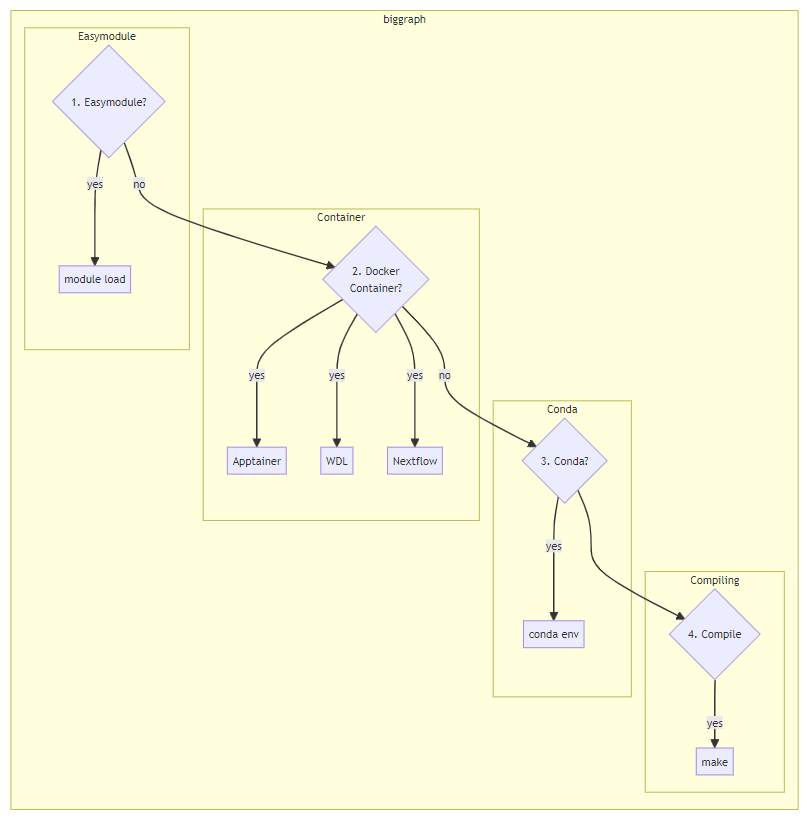 biggraph
Easymodule
1. Easymodule?
yes
no
module load
Container
2. Docker
Container?
yes
yes
yes
no
Apptainer
WDL
Nextflow
Conda
3. Conda?
yes
conda env
Compiling
4. Compile
yes
make